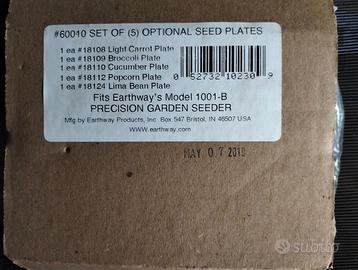 #60010 SET OF (5) OPTIONAL SEED PLATES
1 ea #18108 Light Carrot Plate
1 ea #18109 Broccoli Plate
1 ea #18110 Cucumber Plate
1 ea #18112 Popcorn Plate
1 ea #18124 Lima Bean Plate
0 52732 10230 9
Fits Earthway's Model 1001-B
PRECISION GARDEN SEEDER
Mfg by Earthway Products, Inc. Box 547 Bristol, IN 46507 USA
www.earthway.com
MAY 07 2015
subito